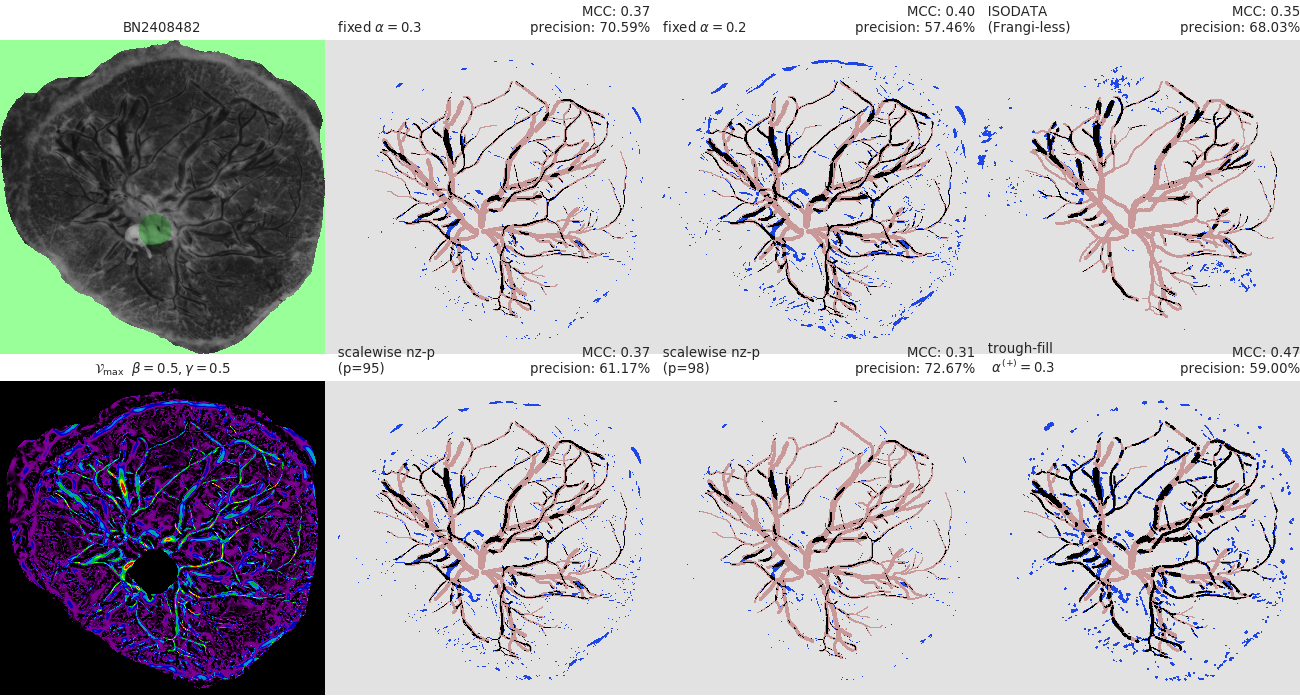 BN2408482
fixed α = 0.3
MCC: 0.37
precision: 70.59%
fixed α = 0.2
MCC: 0.40
precision: 57.46%
ISODATA
(Frangi-less)
MCC: 0.35
precision: 68.03%
𝒱max β = 0.5, γ = 0.5
scalewise nz-p
(p=95)
MCC: 0.37
precision: 61.17%
scalewise nz-p
(p=98)
MCC: 0.31
precision: 72.67%
trough-fill
α(+) = 0.3
MCC: 0.47
precision: 59.00%